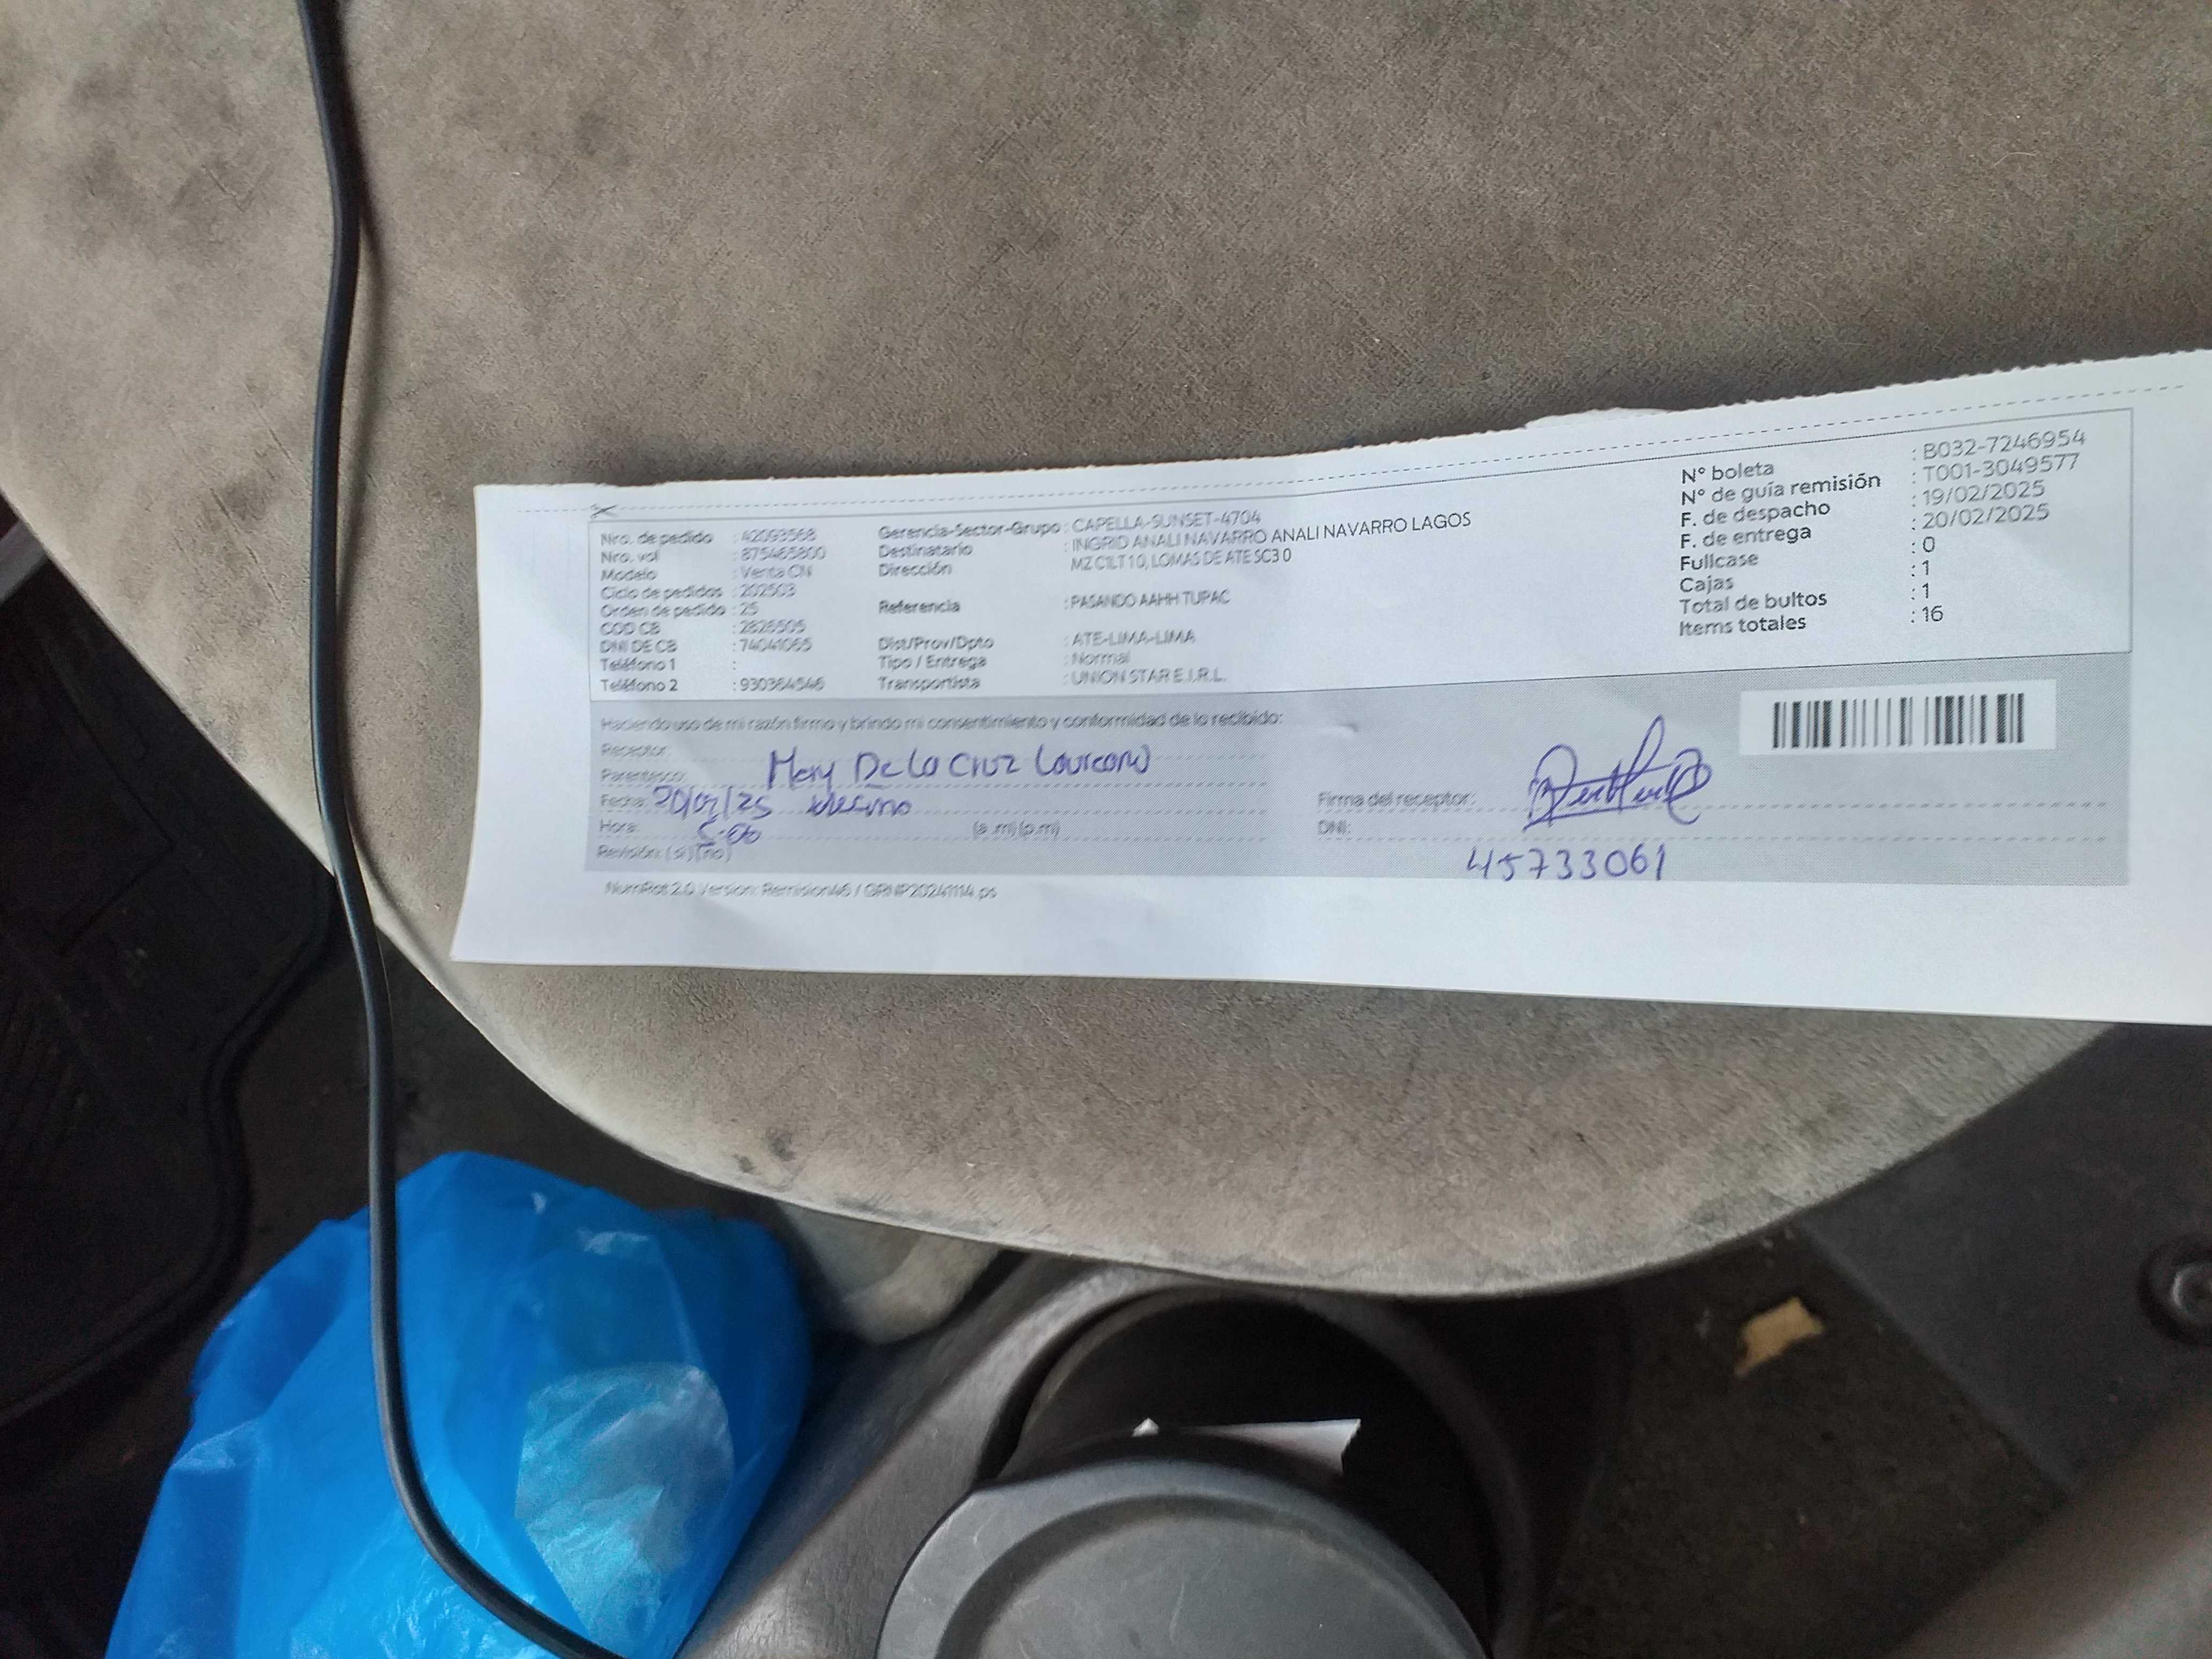 Nro. de pedido : 42093568
Nro. vol : 875465800
Modelo : Venta CN
Ciclo de pedidos : 202503
Orden de pedido : 25
COD CB : 2826505
DNI DE CB : 74041065
Teléfono 1 :
Teléfono 2 : 930364546
Gerencia-Sector-Grupo : CAPELLA-SUNSET-4704
Destinatario : INGRID ANALI NAVARRO ANALI NAVARRO LAGOS
Dirección MZ C1LT 10, LOMAS DE ATE SC3 0
Referencia : PASANDO AAHH TUPAC
Dist/Prov/Dpto : ATE-LIMA-LIMA
Tipo / Entrega : Normal
Transportista : UNION STAR E.I.R.L.
N° boleta : B032-7246954
N° de guía remisión : T001-3049577
F. de despacho : 19/02/2025
F. de entrega : 20/02/2025
Fullcase : 0
Cajas : 1
Total de bultos : 1
Items totales : 16
Haciendo uso de mi razón firmo y brindo mi consentimiento y conformidad de lo recibido:
Receptor:
Parentesco: Mery De La Cruz Laureano
Fecha: 20/02/25
Hora: (a .m) (p.m)
Revisión: (si) (no)
Firma del receptor:
DNI:
45733061
NumRot 2.0 Version: Remision46 / GRNP20241114.ps